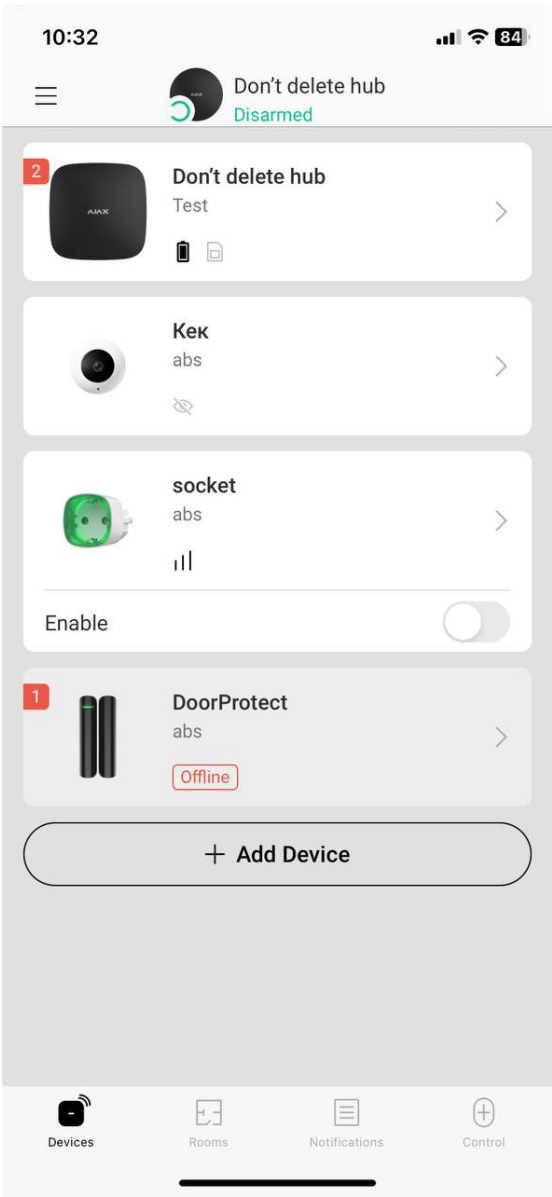 10:32
84
Don't delete hub
Disarmed
2
AJAX
Don't delete hub
Test
Кек
abs
socket
abs
Enable
1
DoorProtect
abs
Offline
+ Add Device
Devices
Rooms
Notifications
Control